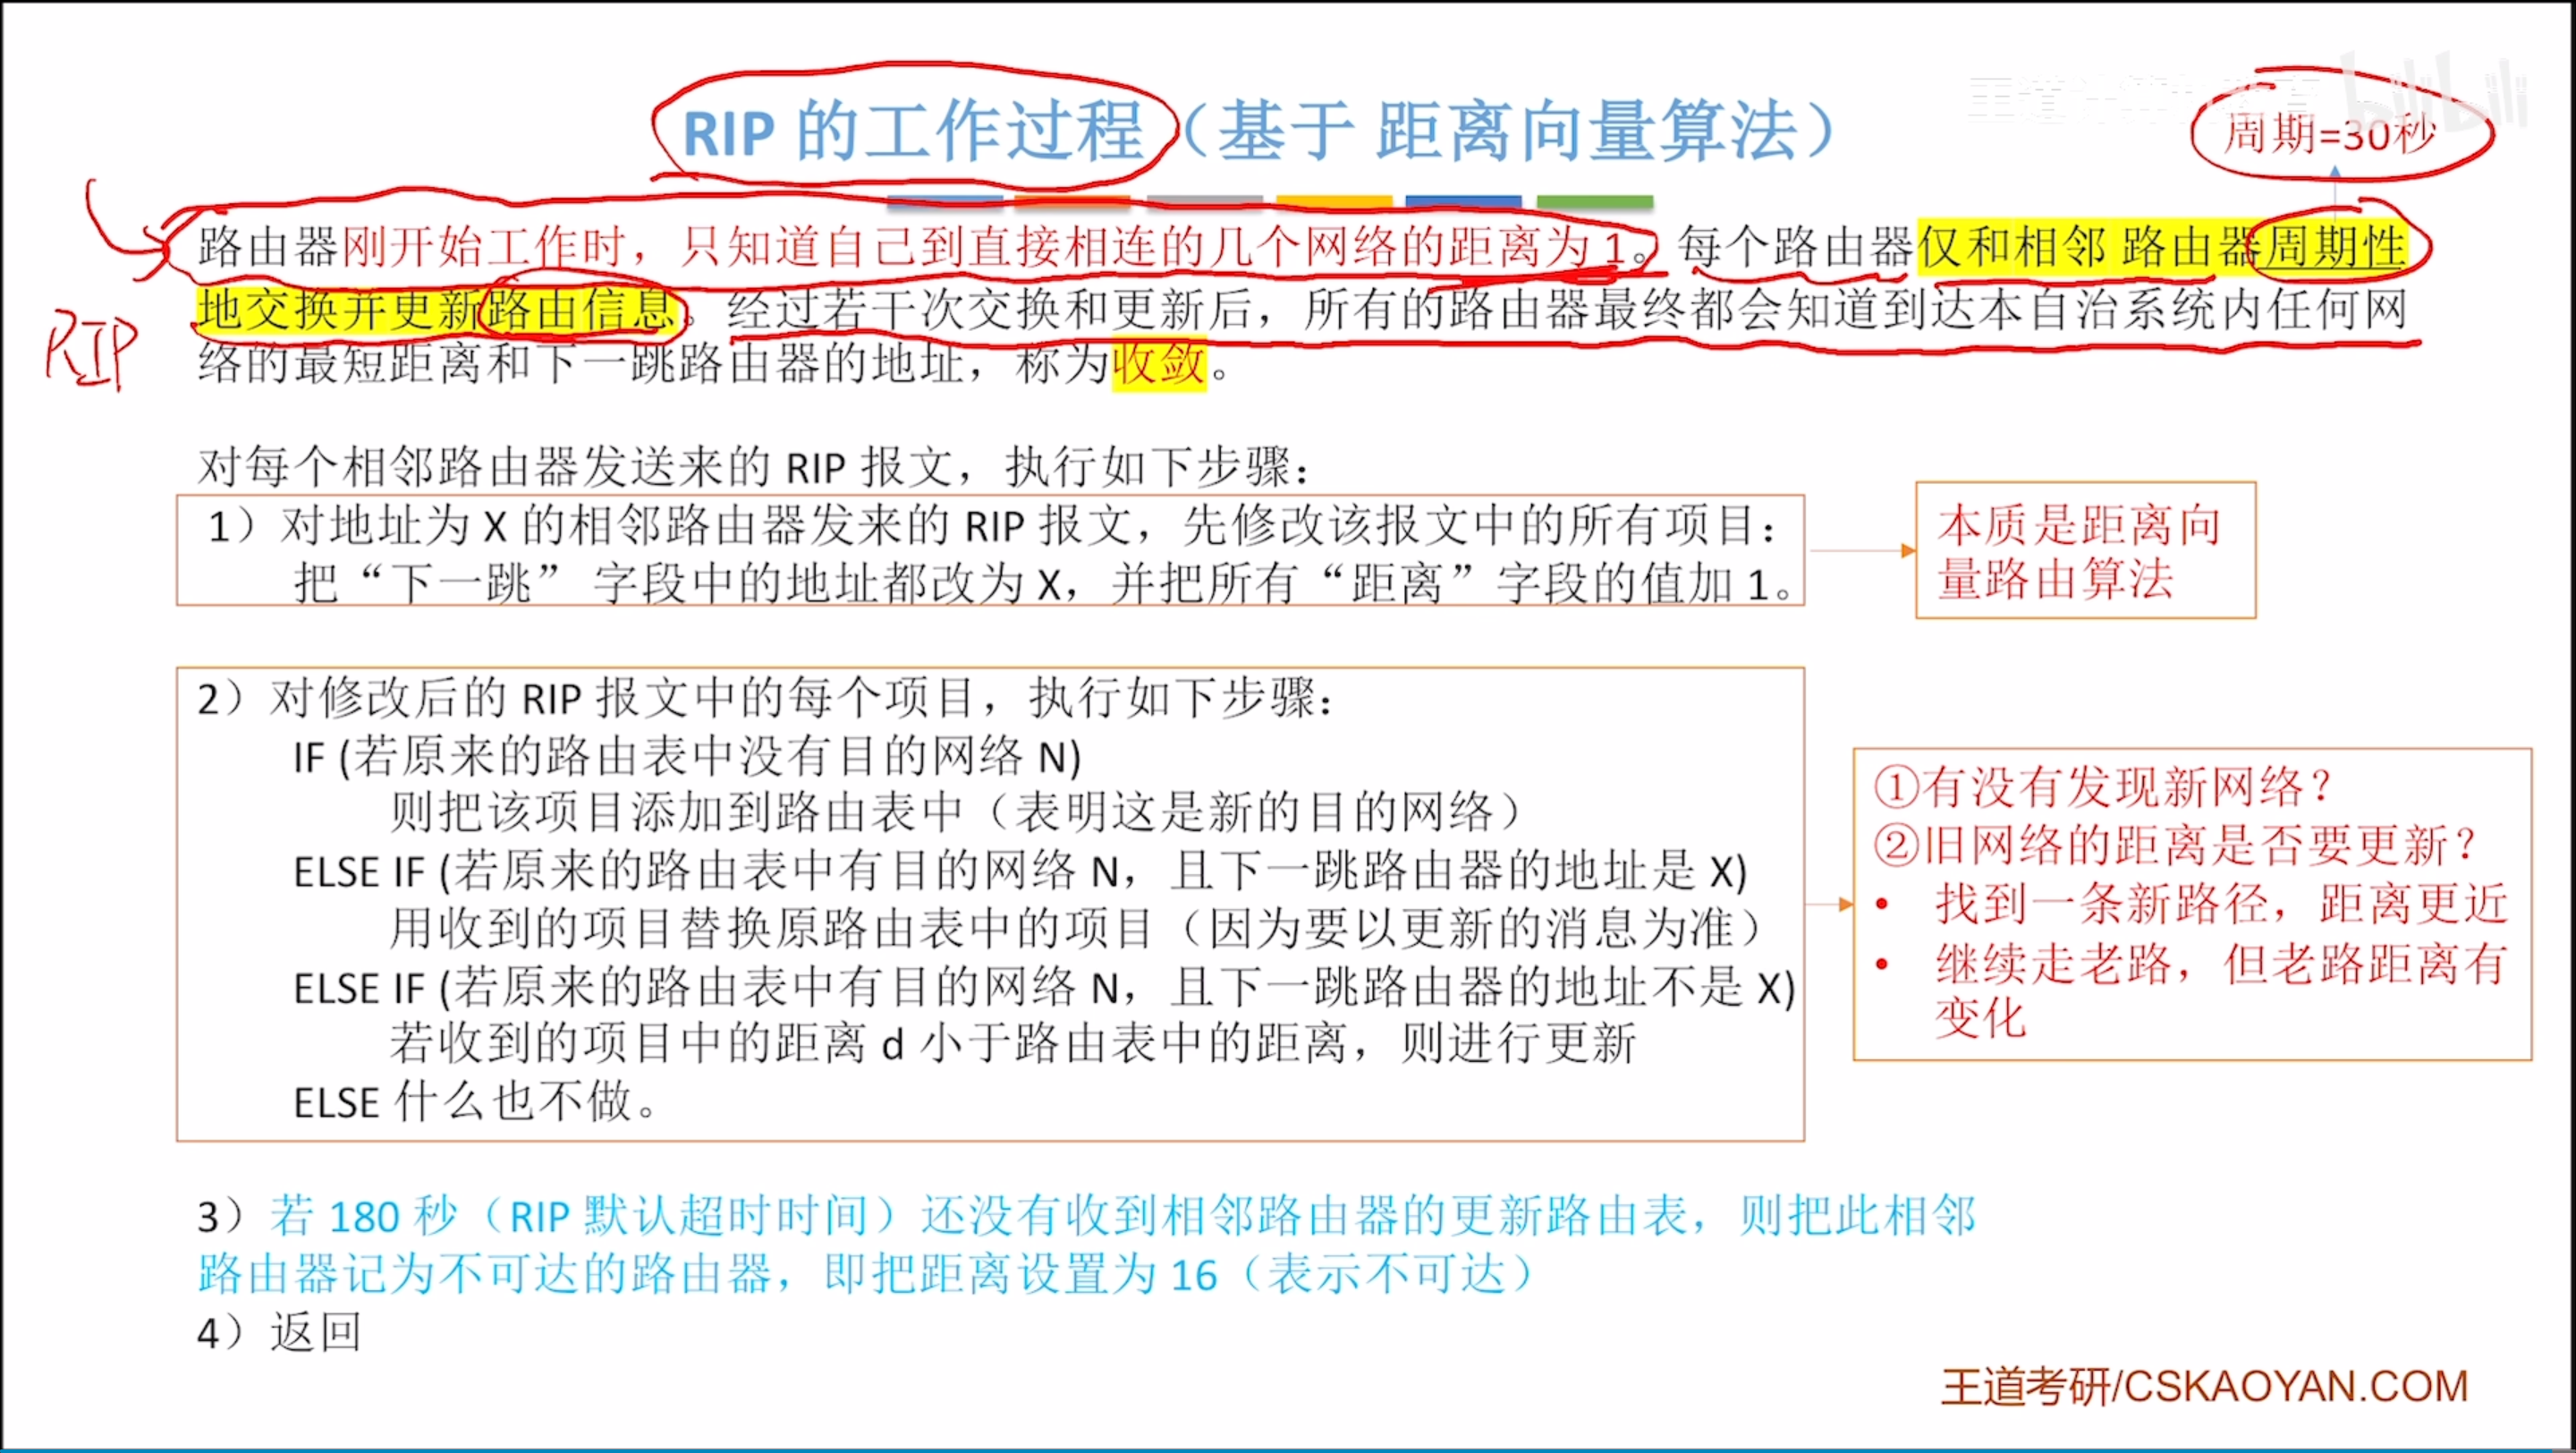 RIP 的工作过程（基于 距离向量算法）
周期=30秒
路由器刚开始工作时，只知道自己到直接相连的几个网络的距离为 1。每个路由器仅和相邻 路由器周期性
地交换并更新路由信息。经过若干次交换和更新后，所有的路由器最终都会知道到达本自治系统内任何网
RIP
络的最短距离和下一跳路由器的地址，称为收敛。
对每个相邻路由器发送来的 RIP 报文，执行如下步骤：
1）对地址为 X 的相邻路由器发来的 RIP 报文，先修改该报文中的所有项目：
把“下一跳” 字段中的地址都改为 X，并把所有“距离”字段的值加 1。
本质是距离向
量路由算法
2）对修改后的 RIP 报文中的每个项目，执行如下步骤：
IF (若原来的路由表中没有目的网络 N)
则把该项目添加到路由表中（表明这是新的目的网络）
ELSE IF (若原来的路由表中有目的网络 N，且下一跳路由器的地址是 X)
用收到的项目替换原路由表中的项目（因为要以更新的消息为准）
ELSE IF (若原来的路由表中有目的网络 N，且下一跳路由器的地址不是 X)
若收到的项目中的距离 d 小于路由表中的距离，则进行更新
ELSE 什么也不做。
①有没有发现新网络？
②旧网络的距离是否要更新？
• 找到一条新路径，距离更近
• 继续走老路，但老路距离有
变化
3）若 180 秒（RIP 默认超时时间）还没有收到相邻路由器的更新路由表，则把此相邻
路由器记为不可达的路由器，即把距离设置为 16（表示不可达）
4）返回
王道考研/CSKAOYAN.COM
bilibili